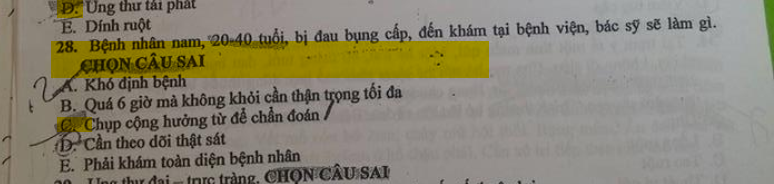 D. Ung thư tái phát
E. Dính ruột
28. Bệnh nhân nam, 20-40 tuổi, bị đau bụng cấp, đến khám tại bệnh viện, bác sỹ sẽ làm gì.
CHỌN CÂU SAI
A. Khó định bệnh
B. Quá 6 giờ mà không khỏi cần thận trọng tối đa
C. Chụp cộng hưởng từ để chẩn đoán
D. Cần theo dõi thật sát
E. Phải khám toàn diện bệnh nhân
Ung thư đại – trực tràng. CHỌN CÂU SAI